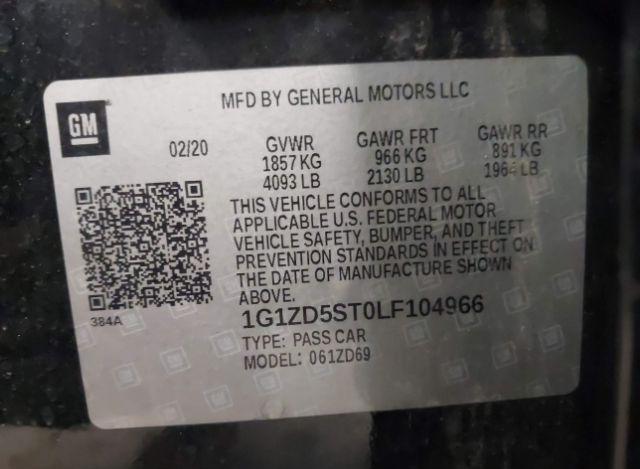 MFD BY GENERAL MOTORS LLC
GM
02/20 GVWR GAWR FRT GAWR RR
1857 KG 966 KG 891 KG
4093 LB 2130 LB 1964 LB
THIS VEHICLE CONFORMS TO ALL
APPLICABLE U.S. FEDERAL MOTOR
VEHICLE SAFETY, BUMPER, AND THEFT
PREVENTION STANDARDS IN EFFECT ON
THE DATE OF MANUFACTURE SHOWN
ABOVE.
384A
1G1ZD5ST0LF104966
TYPE: PASS CAR
MODEL: 061ZD69